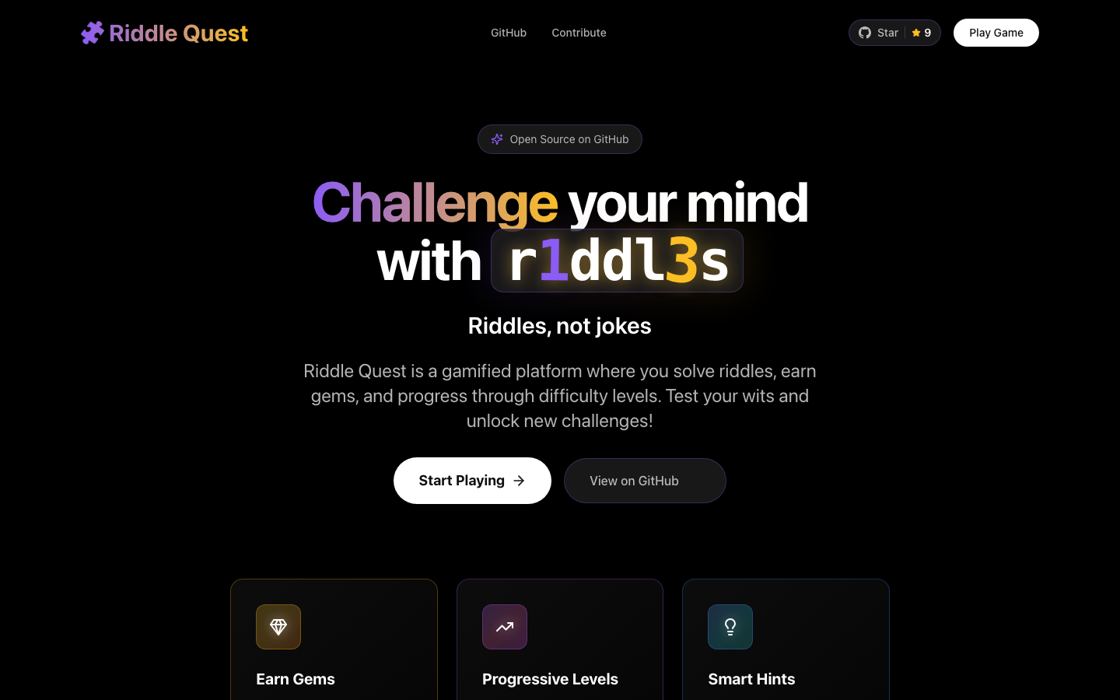 Riddle Quest
GitHub Contribute
Star 9
Play Game
Open Source on GitHub
Challenge your mind
with r1ddl3s
Riddles, not jokes
Riddle Quest is a gamified platform where you solve riddles, earn
gems, and progress through difficulty levels. Test your wits and
unlock new challenges!
Start Playing
View on GitHub
Earn Gems
Progressive Levels
Smart Hints